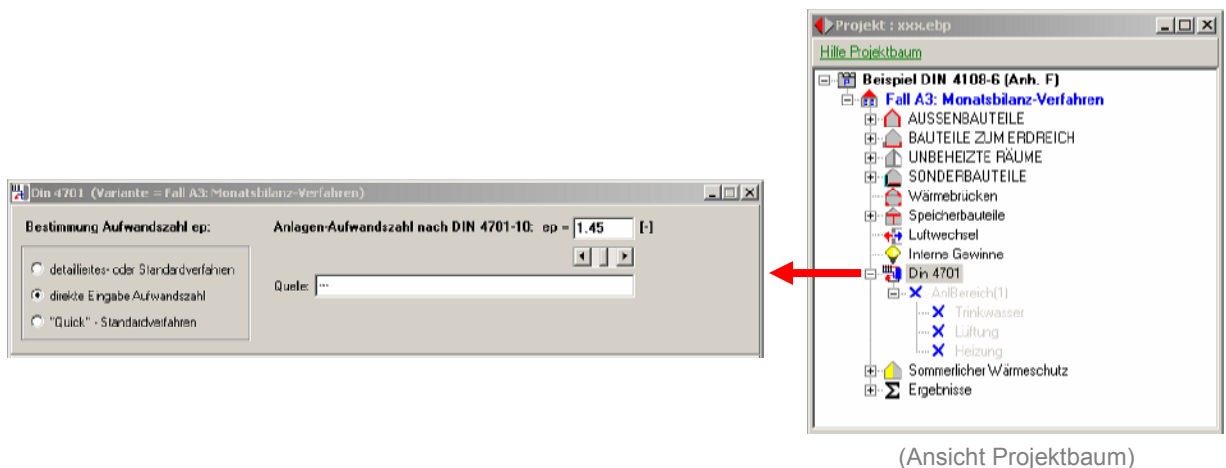 Din 4701 (Variante = Fall A3: Monatsbilanz-Verfahren)
Bestimmung Aufwandszahl ep:
Anlagen-Aufwandszahl nach DIN 4701-10: ep = 1.45 [-]
detailliertes- oder Standardverfahren
direkte Eingabe Aufwandszahl
"Quick" - Standardverfahren
Quelle: ---
Projekt : xxx.ebp
Hilfe Projektbaum
Beispiel DIN 4108-6 (Anh. F)
Fall A3: Monatsbilanz-Verfahren
AUSSENBAUTEILE
BAUTEILE ZUM ERDREICH
UNBEHEIZTE RÄUME
SONDERBAUTEILE
Wärmebrücken
Speicherbauteile
Luftwechsel
Interne Gewinne
Din 4701
AnlBereich(1)
Trinkwasser
Lüftung
Heizung
Sommerlicher Wärmeschutz
Ergebnisse
(Ansicht Projektbaum)